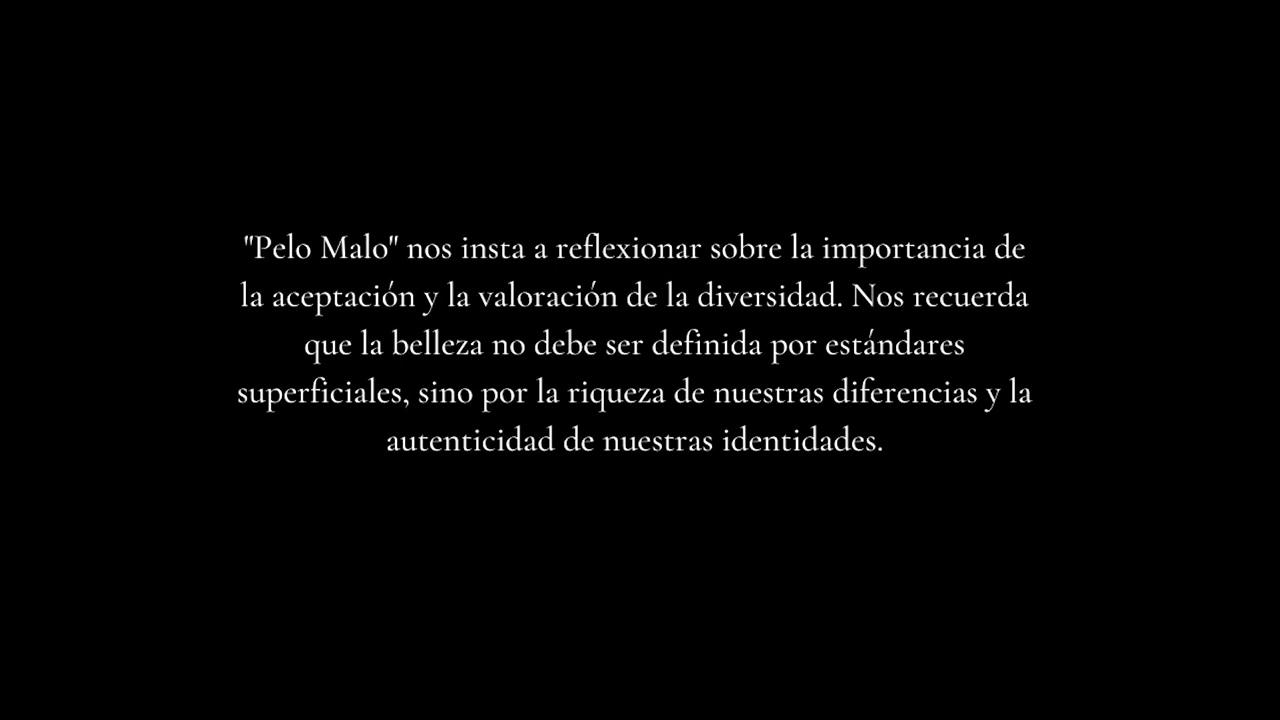 "Pelo Malo" nos insta a reflexionar sobre la importancia de
la aceptación y la valoración de la diversidad. Nos recuerda
que la belleza no debe ser definida por estándares
superficiales, sino por la riqueza de nuestras diferencias y la
autenticidad de nuestras identidades.